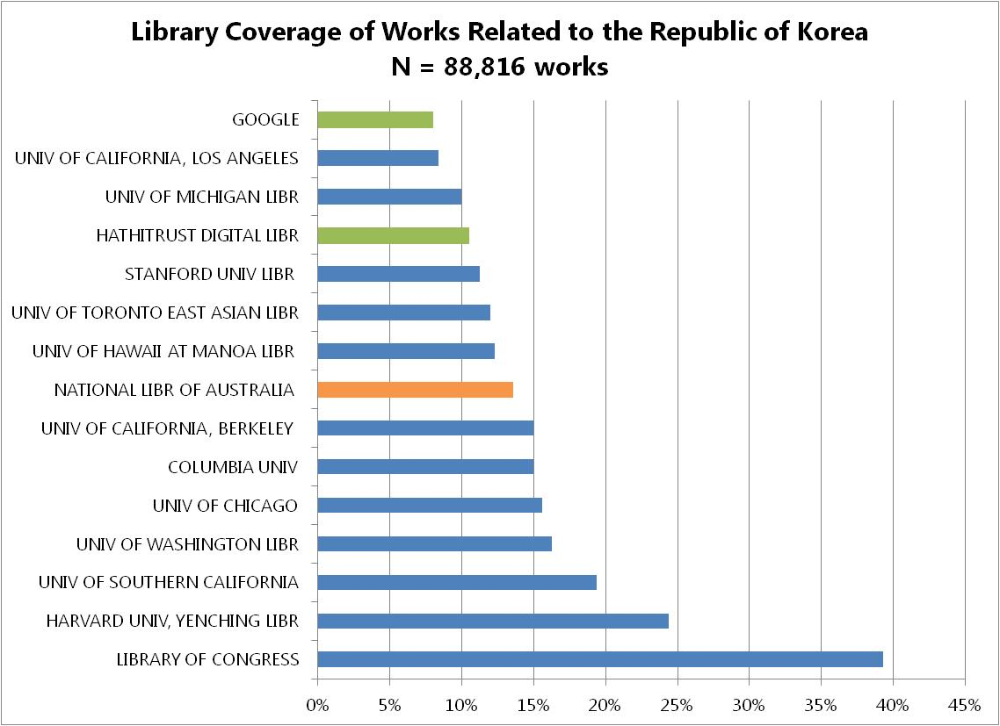 Library Coverage of Works Related to the Republic of Korea
N = 88,816 works
GOOGLE
UNIV OF CALIFORNIA, LOS ANGELES
UNIV OF MICHIGAN LIBR
HATHITRUST DIGITAL LIBR
STANFORD UNIV LIBR
UNIV OF TORONTO EAST ASIAN LIBR
UNIV OF HAWAII AT MANOA LIBR
NATIONAL LIBR OF AUSTRALIA
UNIV OF CALIFORNIA, BERKELEY
COLUMBIA UNIV
UNIV OF CHICAGO
UNIV OF WASHINGTON LIBR
UNIV OF SOUTHERN CALIFORNIA
HARVARD UNIV, YENCHING LIBR
LIBRARY OF CONGRESS
0% 5% 10% 15% 20% 25% 30% 35% 40% 45%